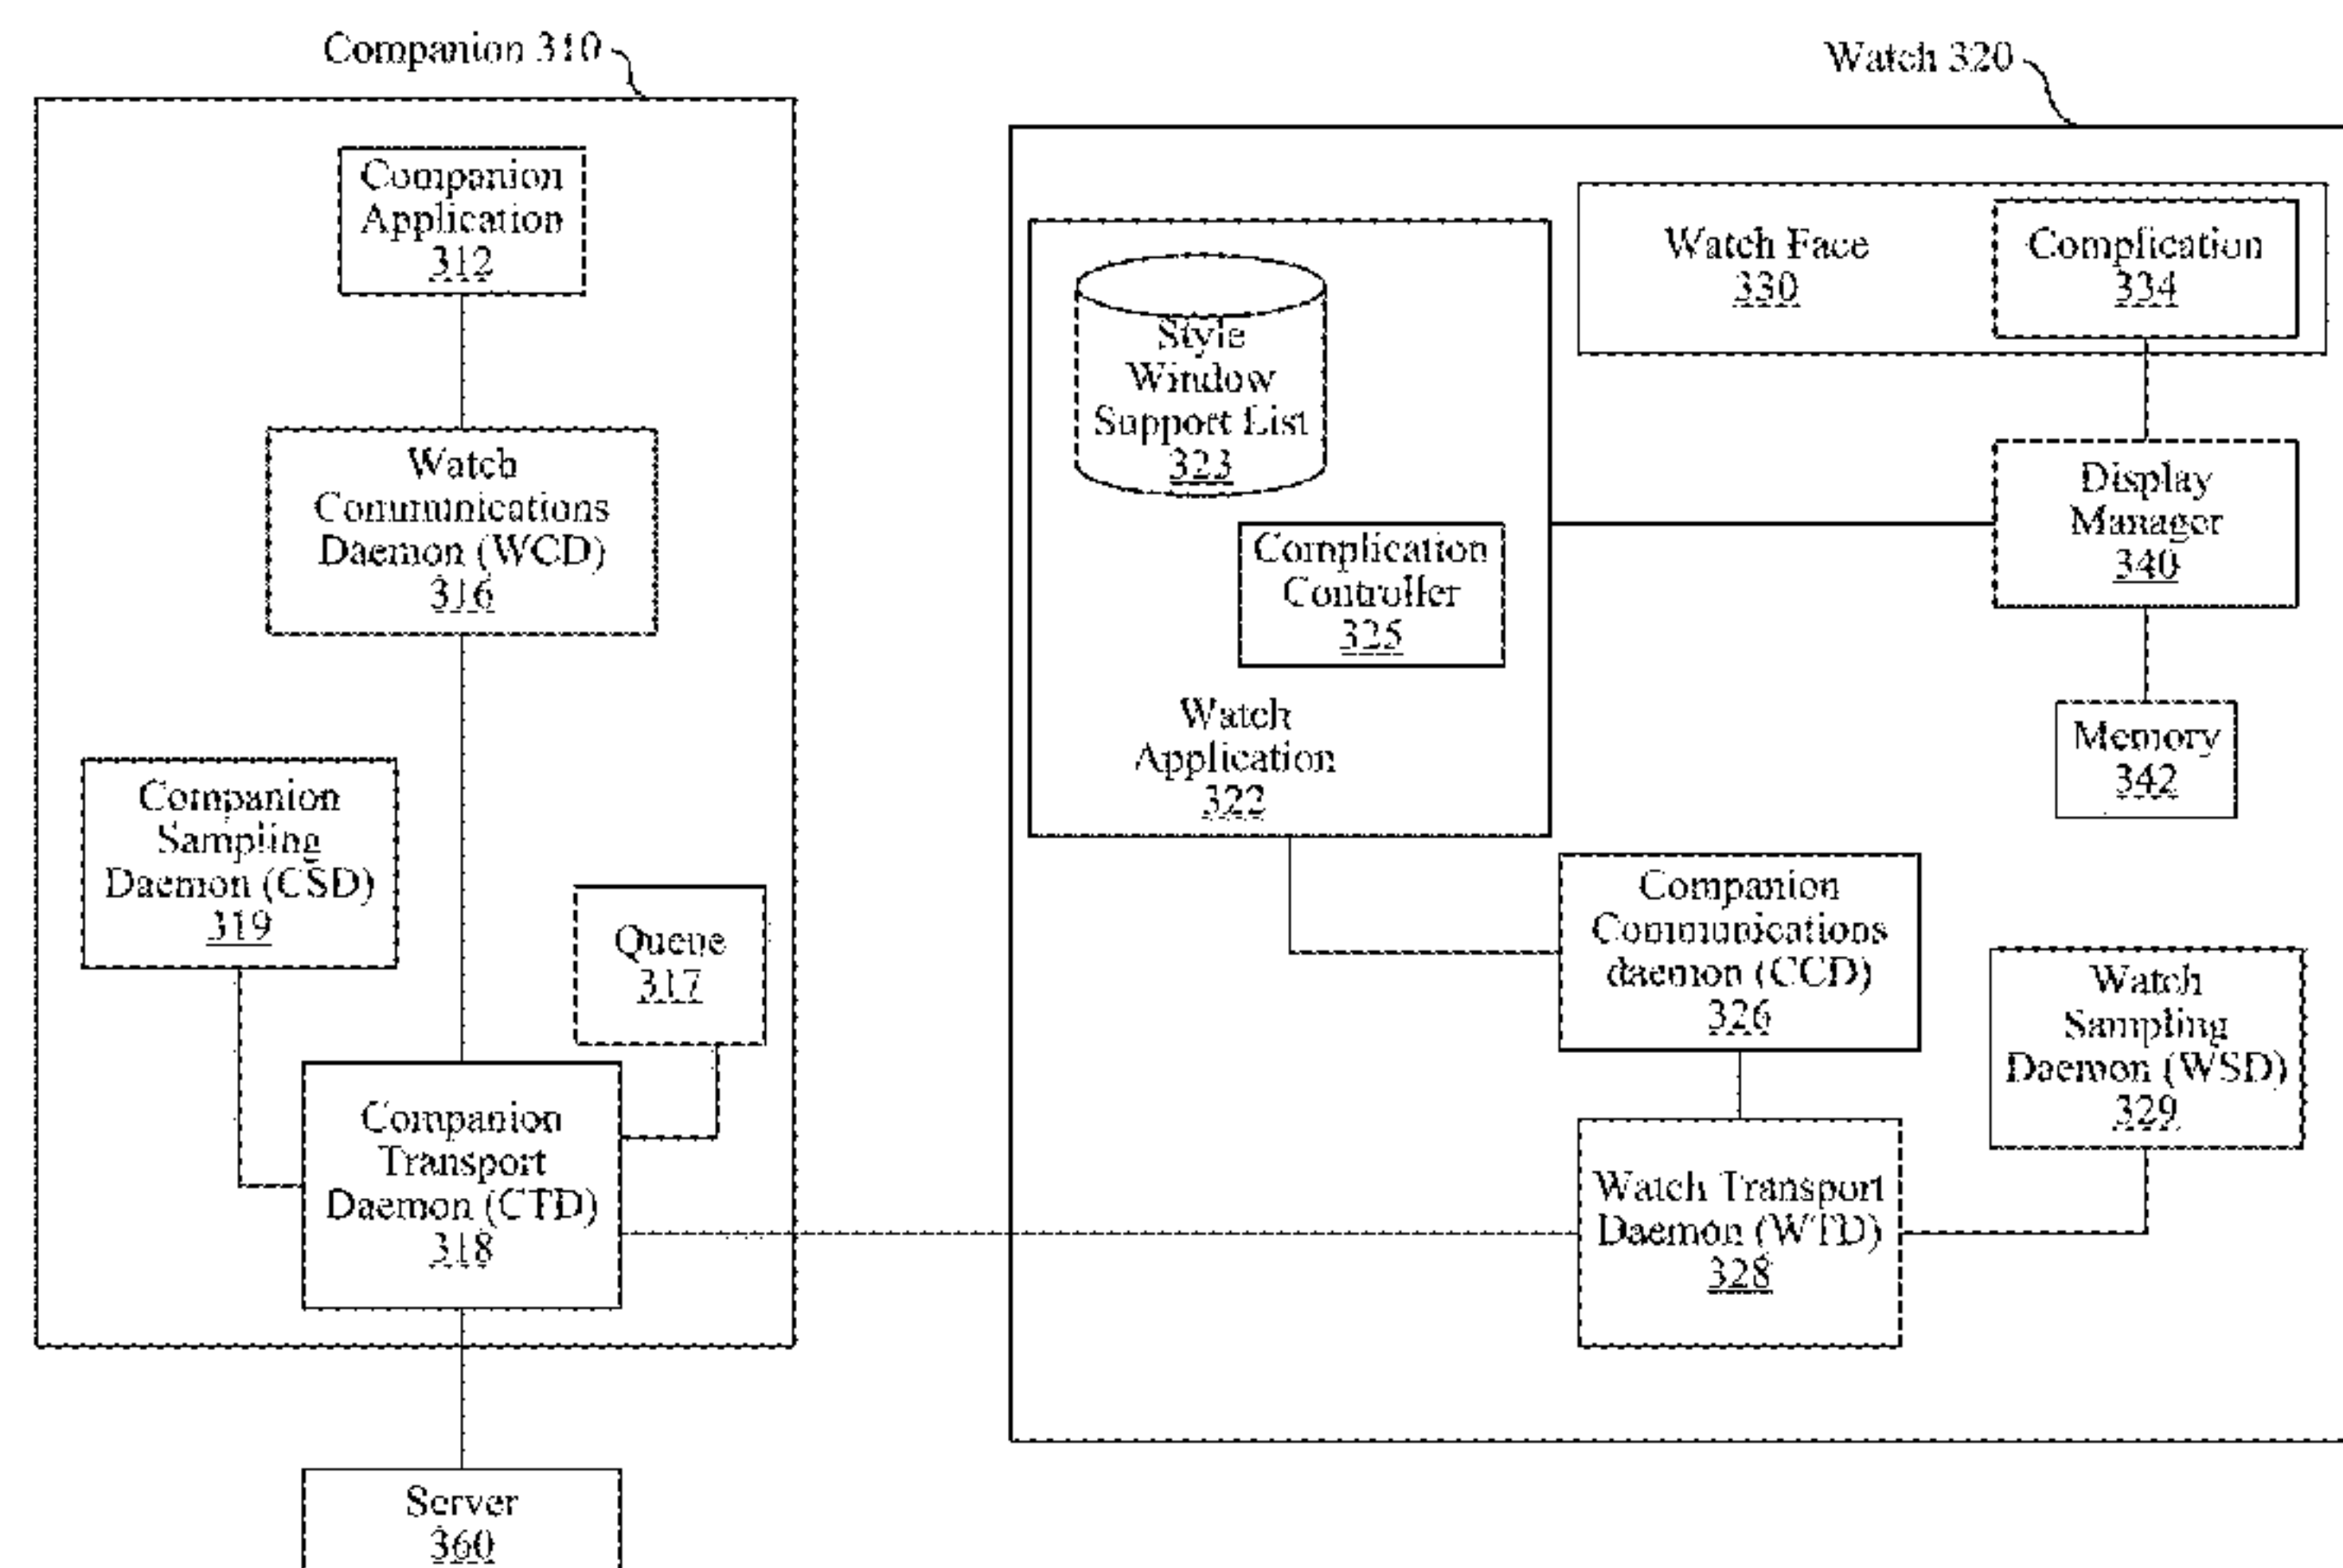 Companion 310
Companion
Application
312
Watch
Communications
Daemon (WCD)
316
Companion
Sampling
Daemon (CSD)
319
Queue
317
Companion
Transport
Daemon (CTD)
318
Server
360
Watch 320
Style
Window
Support List
323
Complication
Controller
325
Watch
Application
322
Watch Face
330
Complication
334
Display
Manager
340
Memory
342
Companion
Communications
daemon (CCD)
326
Watch
Sampling
Daemon (WSD)
329
Watch Transport
Daemon (WTD)
328